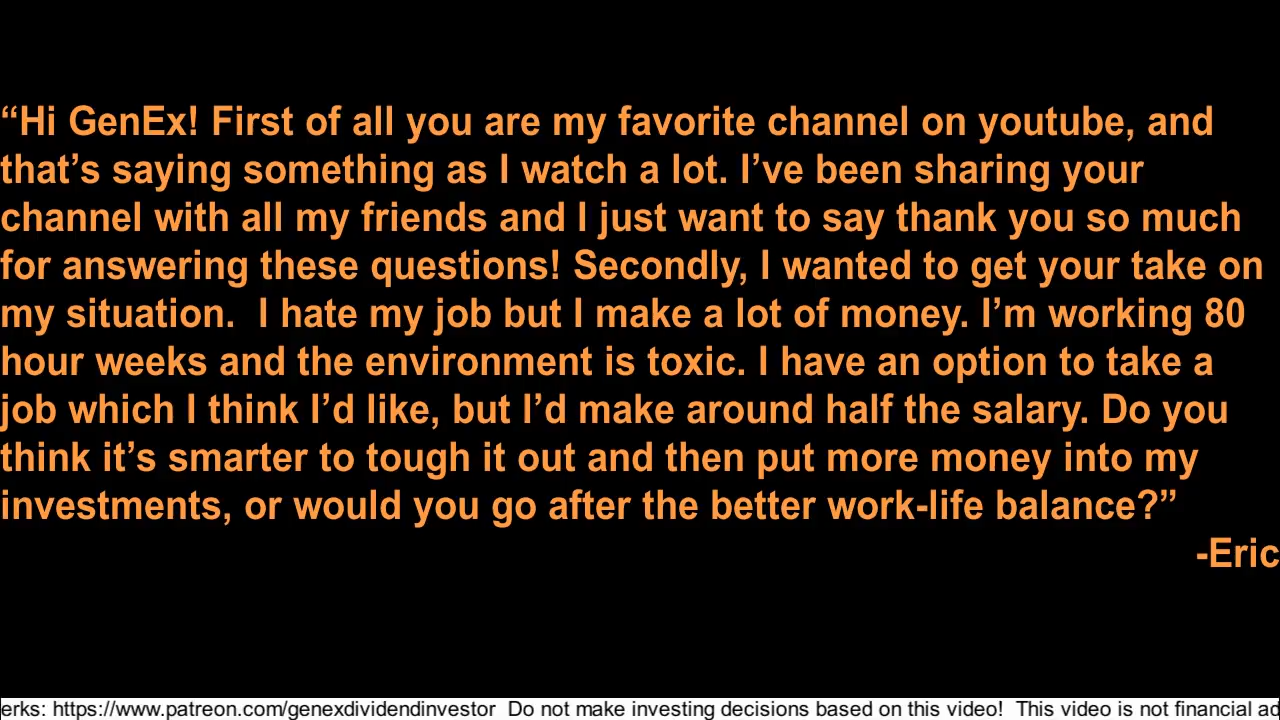 “Hi GenEx! First of all you are my favorite channel on youtube, and
that’s saying something as I watch a lot. I’ve been sharing your
channel with all my friends and I just want to say thank you so much
for answering these questions! Secondly, I wanted to get your take on
my situation.  I hate my job but I make a lot of money. I’m working 80
hour weeks and the environment is toxic. I have an option to take a
job which I think I’d like, but I’d make around half the salary. Do you
think it’s smarter to tough it out and then put more money into my
investments, or would you go after the better work-life balance?”
-Eric
erks: https://www.patreon.com/genexdividendinvestor  Do not make investing decisions based on this video!  This video is not financial ad